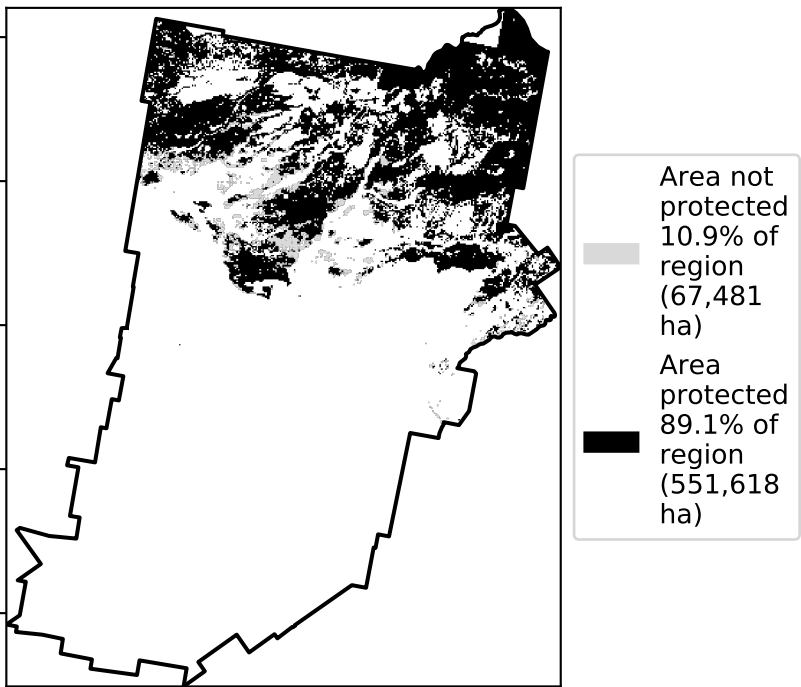 Area not
protected
10.9% of
region
(67,481
ha)
Area
protected
89.1% of
region
(551,618
ha)